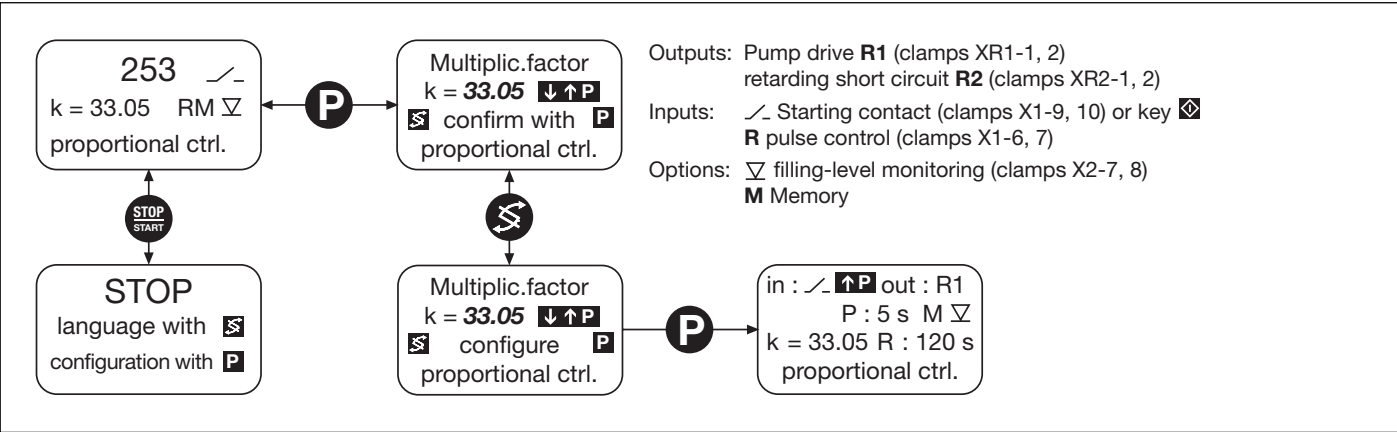 253
k = 33.05 RM
proportional ctrl.
P
Multiplic.factor
k = 33.05 ↓ ↑ P
confirm with P
proportional ctrl.
Outputs: Pump drive R1 (clamps XR1-1, 2)
retarding short circuit R2 (clamps XR2-1, 2)
Inputs: Starting contact (clamps X1-9, 10) or key
R pulse control (clamps X1-6, 7)
Options: filling-level monitoring (clamps X2-7, 8)
M Memory
STOP
START
STOP
language with
configuration with P
Multiplic.factor
k = 33.05 ↓ ↑ P
configure P
proportional ctrl.
P
in : ↑ P out : R1
P : 5 s M
k = 33.05 R : 120 s
proportional ctrl.